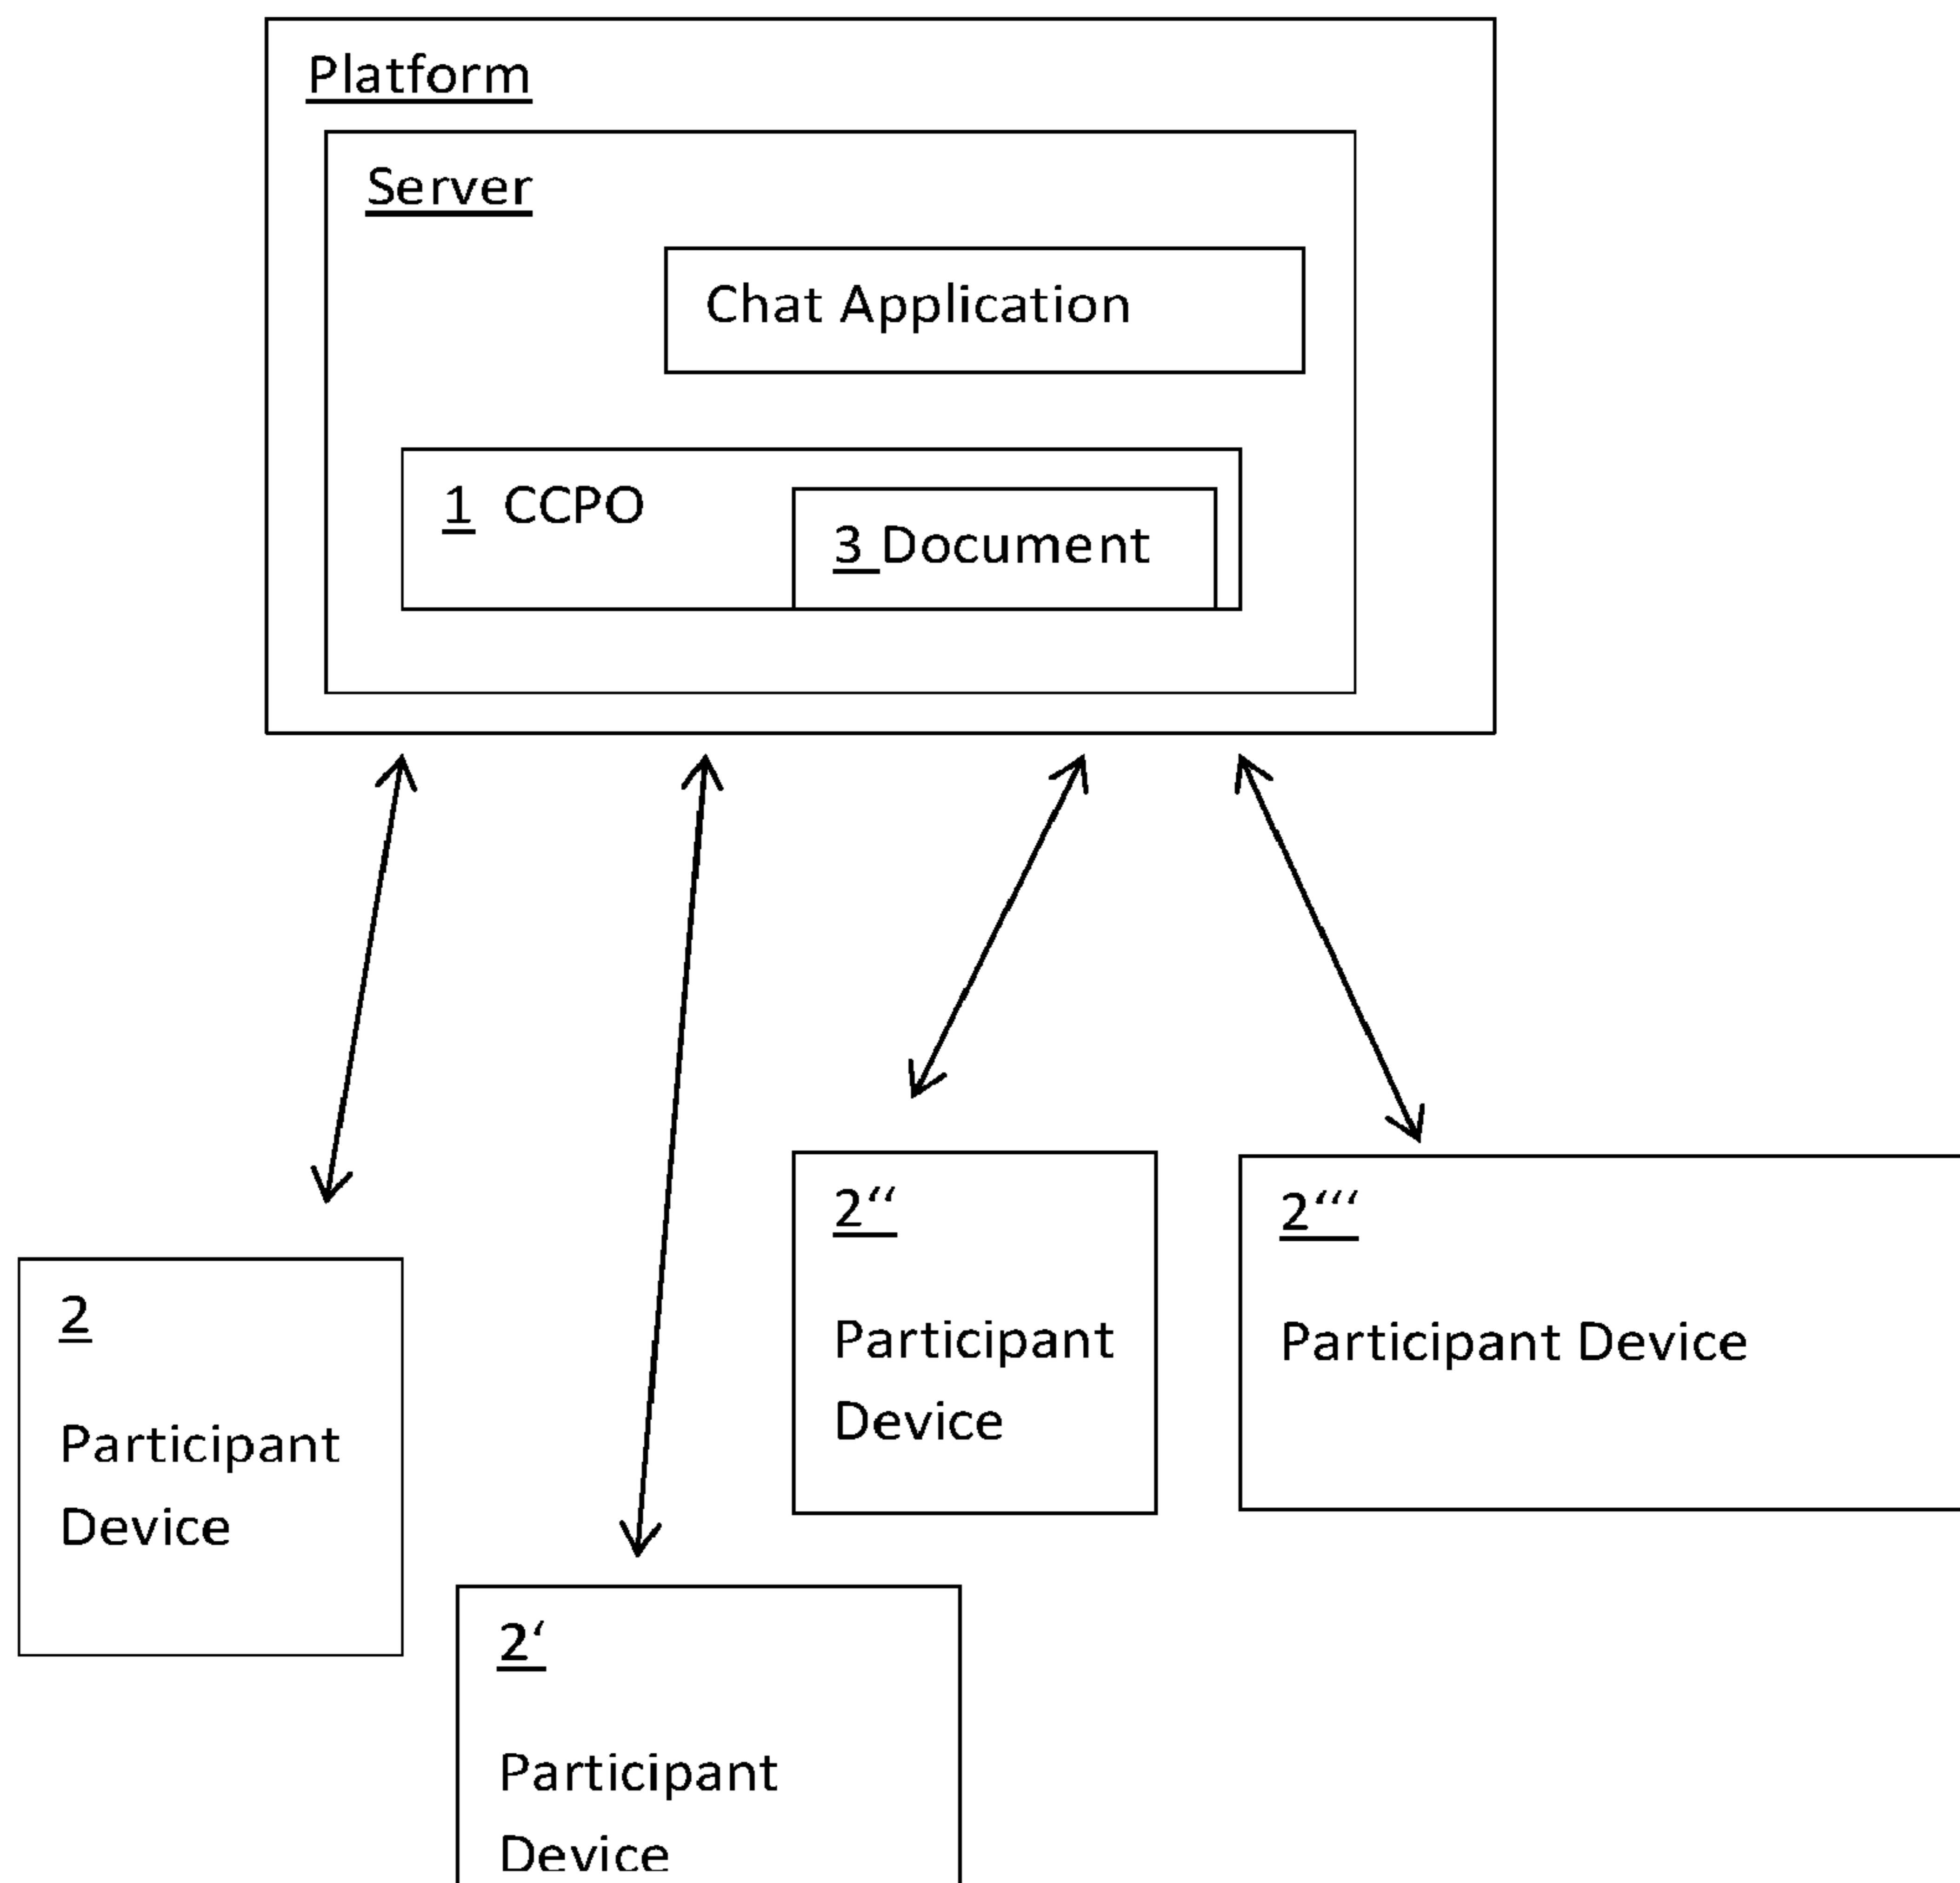 Platform
Server
Chat Application
1 CCPO
3 Document
2
Participant
Device
2‘
Participant
Device
2‘‘
Participant
Device
2‘‘‘
Participant Device